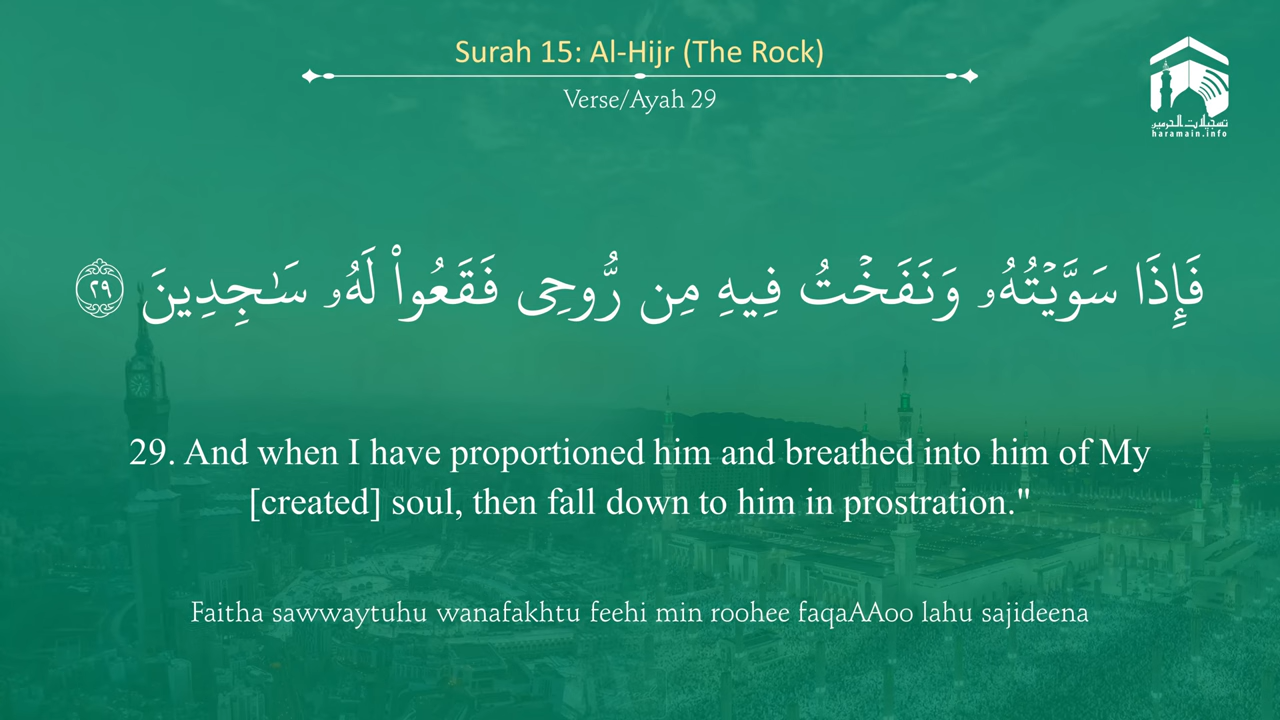 Surah 15: Al-Hijr (The Rock)
Verse/Ayah 29
تسجيلات الحرمين
haramain.info
فَإِذَا سَوَّيْتُهُۥ وَنَفَخْتُ فِيهِ مِن رُّوحِى فَقَعُوا۟ لَهُۥ سَـٰجِدِينَ ٢٩
29. And when I have proportioned him and breathed into him of My
[created] soul, then fall down to him in prostration."
Faitha sawwaytuhu wanafakhtu feehi min roohee faqaAAoo lahu sajideena